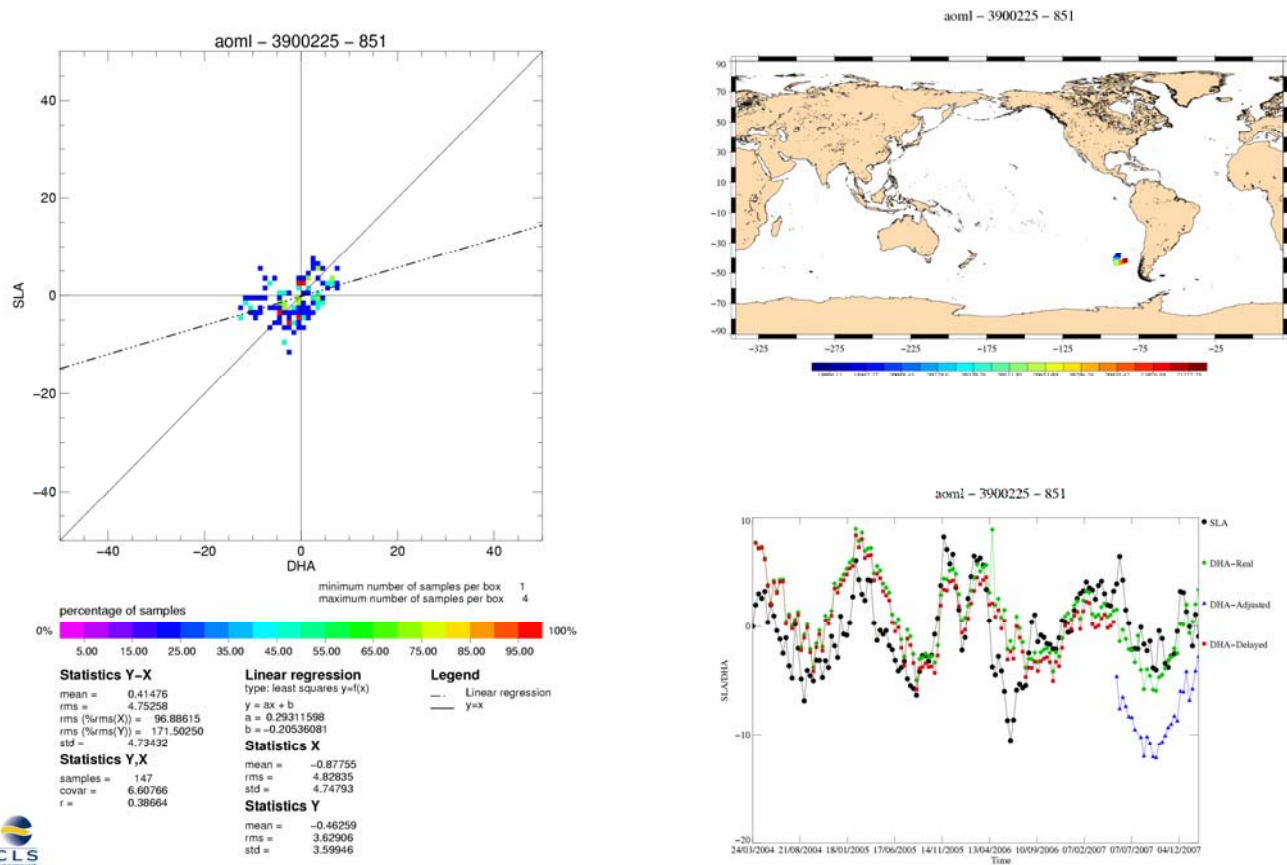 aoml – 3900225 – 851
SLA
40
20
0
−20
−40
−40
−20
0
20
40
DHA
minimum number of samples per box 1
maximum number of samples per box 4
percentage of samples
0%
100%
5.00 15.00 25.00 35.00 45.00 55.00 65.00 75.00 85.00 95.00
Statistics Y−X
mean = 0.41476
rms = 4.75258
rms (%rms(X)) = 96.88615
rms (%rms(Y)) = 171.50250
std = 4.73432
Statistics Y,X
samples = 147
covar = 6.60766
r = 0.38664
Linear regression
type: least squares y=f(x)
y = ax + b
a = 0.29311598
b = −0.20536081
Statistics X
mean = −0.87755
rms = 4.82835
std = 4.74793
Statistics Y
mean = −0.46259
rms = 3.62906
std = 3.59946
Legend
Linear regression
y=x
CLS
aoml – 3900225 – 851
90
70
50
30
10
−10
−30
−50
−70
−90
−325 −275 −225 −175 −125 −75 −25
aoml – 3900225 – 851
SLA/DHA
10
0
−10
−20
24/03/2004 21/08/2004 18/01/2005 17/06/2005 14/11/2005 13/04/2006 10/09/2006 07/02/2007 07/07/2007 04/12/2007
Time
SLA
DHA−Real
DHA−Adjusted
DHA−Delayed